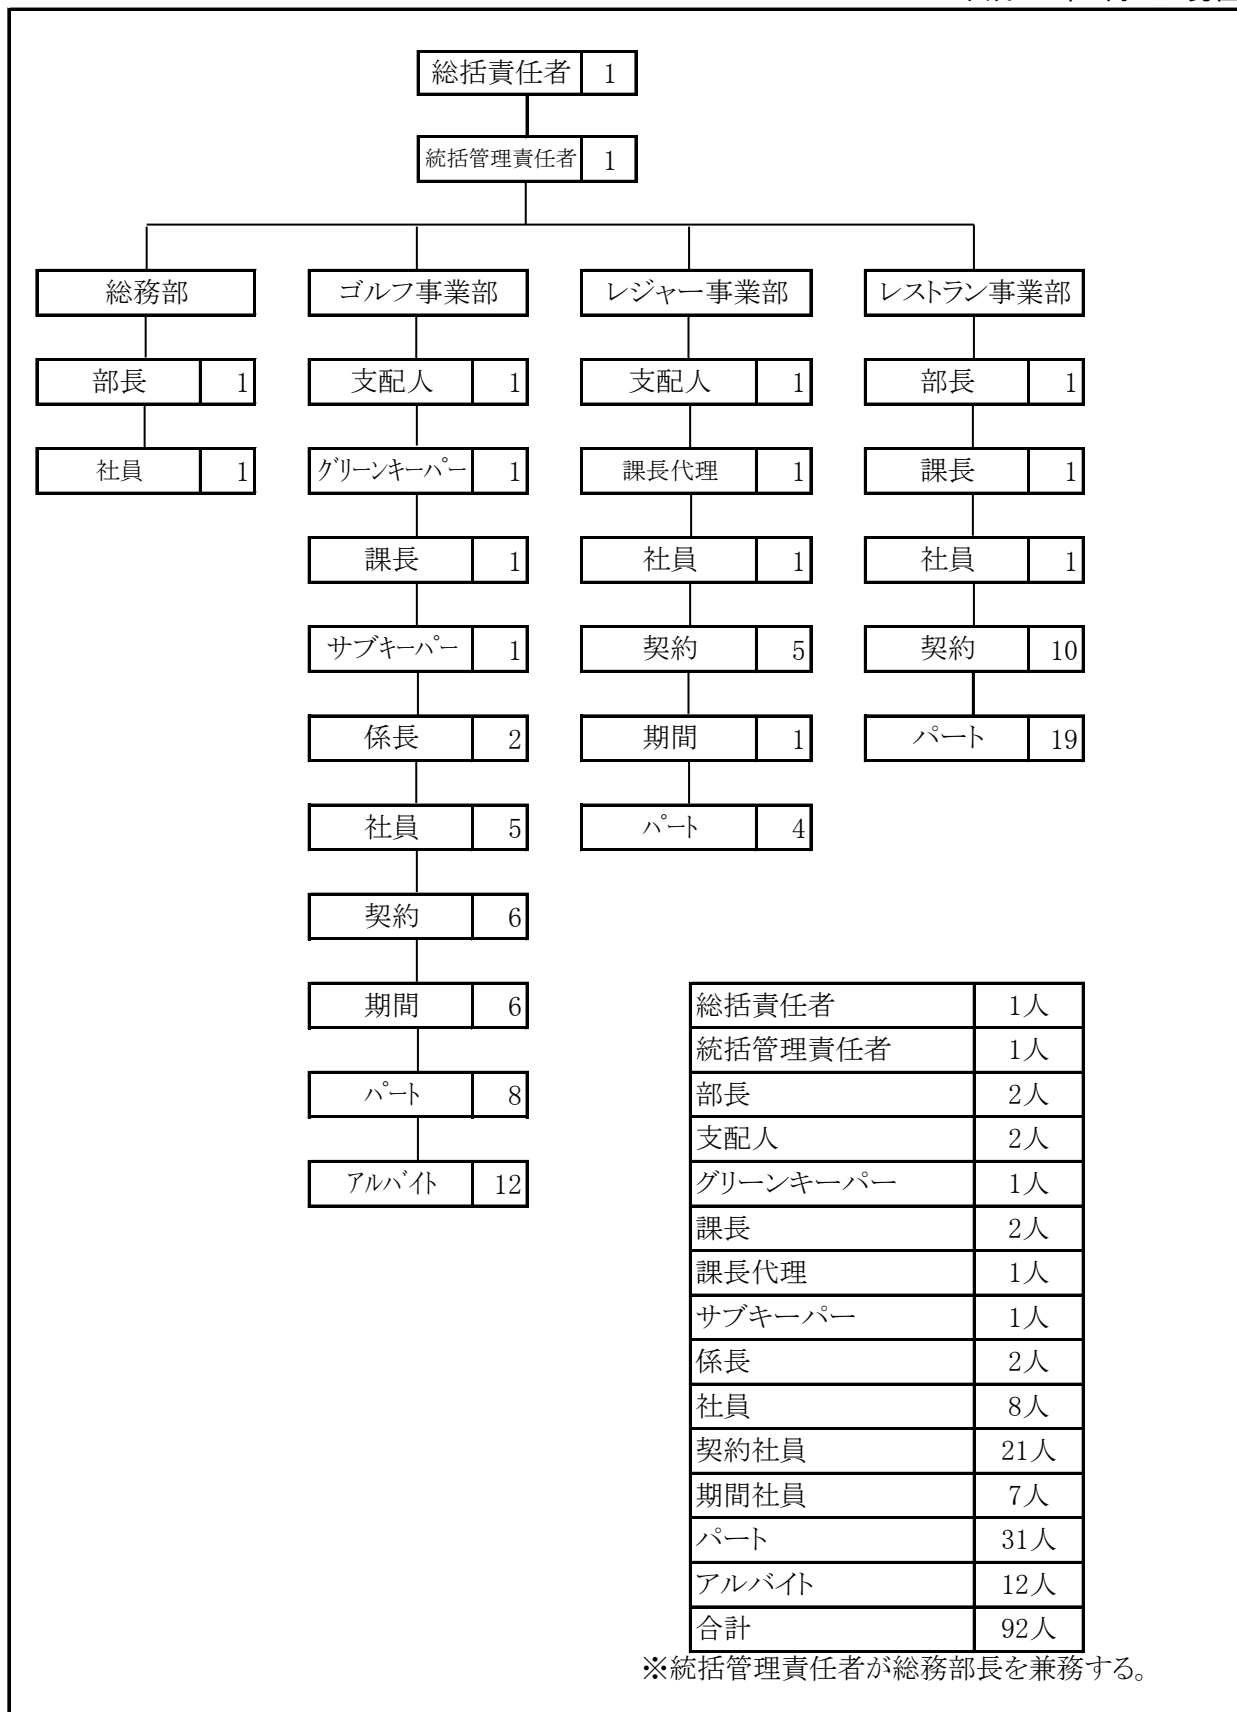 総括責任者 1
統括管理責任者 1
総務部 ゴルフ事業部 レジャー事業部 レストラン事業部
部長 1 支配人 1 支配人 1 部長 1
社員 1 グリーンキーパー 1 課長代理 1 課長 1
課長 1 社員 1 社員 1
サブキーパー 1 契約 5 契約 10
係長 2 期間 1 パート 19
社員 5 パート 4
契約 6
期間 6
パート 8
アルバイト 12
総括責任者 1人
統括管理責任者 1人
部長 2人
支配人 2人
グリーンキーパー 1人
課長 2人
課長代理 1人
サブキーパー 1人
係長 2人
社員 8人
契約社員 21人
期間社員 7人
パート 31人
アルバイト 12人
合計 92人
※統括管理責任者が総務部長を兼務する。